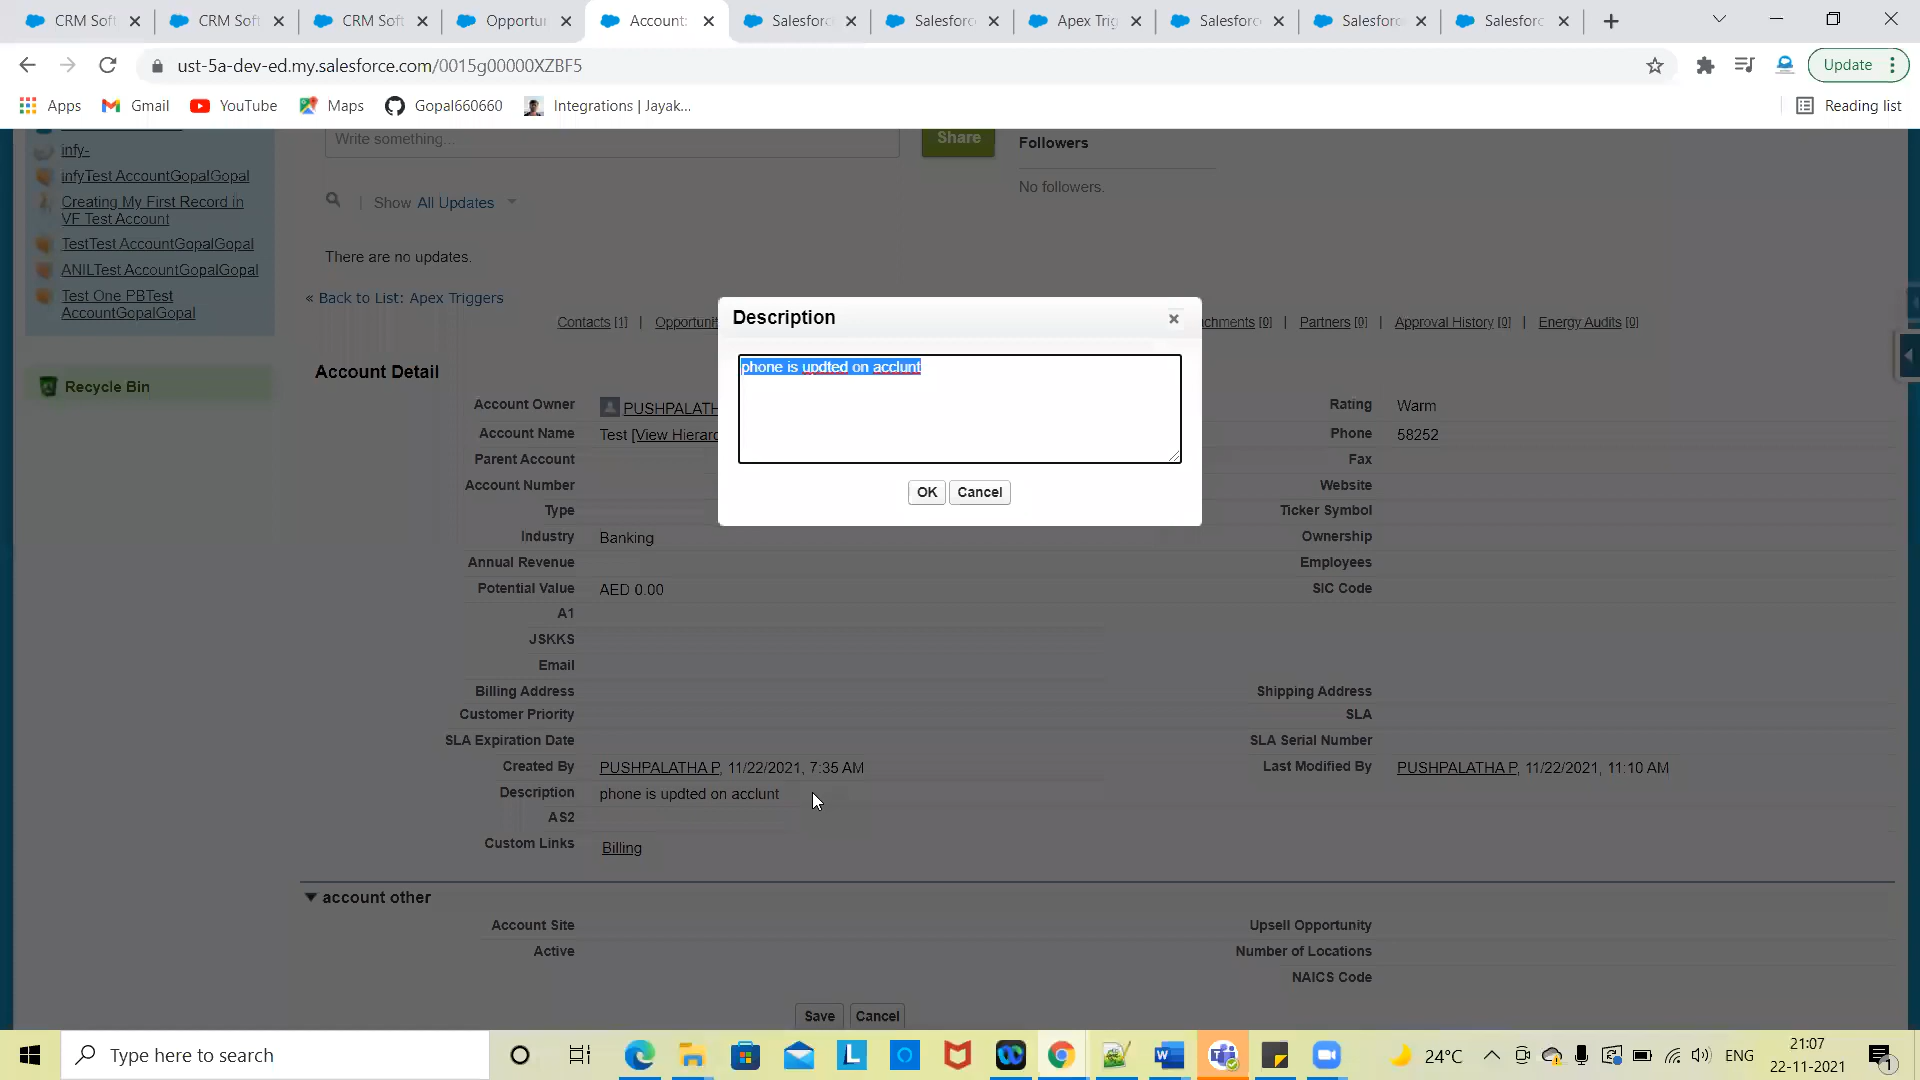 CRM Sof
CRM Sof
CRM Sof
Opportu
Account
Salesforc
Salesforc
Apex Trig
Salesforc
Salesforc
Salesforc
ust-5a-dev-ed.my.salesforce.com/0015g00000XZBF5
Update
Apps
Gmail
YouTube
Maps
Gopal660660
Integrations | Jayak...
Reading list
infy-
infyTest AccountGopalGopal
Creating My First Record in
VF Test Account
TestTest AccountGopalGopal
ANILTest AccountGopalGopal
Test One PBTest
AccountGopalGopal
Recycle Bin
Write something...
Share
Followers
No followers.
Show All Updates
There are no updates.
« Back to List: Apex Triggers
Contacts [1] | Opportunit
chments [0] | Partners [0] | Approval History [0] | Energy Audits [0]
Description
phone is updted on acclunt
OK
Cancel
Account Detail
Account Owner PUSHPALATH
Rating Warm
Account Name Test [View Hierarc
Phone 58252
Parent Account
Fax
Account Number
Website
Type
Ticker Symbol
Industry Banking
Ownership
Annual Revenue
Employees
Potential Value AED 0.00
SIC Code
A1
JSKKS
Email
Billing Address
Shipping Address
Customer Priority
SLA
SLA Expiration Date
SLA Serial Number
Created By PUSHPALATHA P, 11/22/2021, 7:35 AM
Last Modified By PUSHPALATHA P, 11/22/2021, 11:10 AM
Description phone is updted on acclunt
AS2
Custom Links Billing
account other
Account Site
Upsell Opportunity
Active
Number of Locations
NAICS Code
Save
Cancel
Type here to search
24°C
ENG
21:07
22-11-2021
1